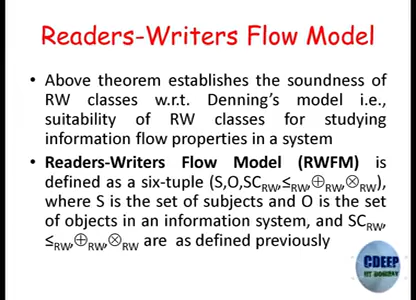 Readers-Writers Flow Model
• Above theorem establishes the soundness of
RW classes w.r.t. Denning's model i.e.,
suitability of RW classes for studying
information flow properties in a system
• Readers-Writers Flow Model (RWFM) is
defined as a six-tuple (S,O,SC_RW,≤_RW,⊕_RW,⊗_RW),
where S is the set of subjects and O is the set
of objects in an information system, and SC_RW,
≤_RW,⊕_RW,⊗_RW are as defined previously
CDEEP
IIT BOMBAY